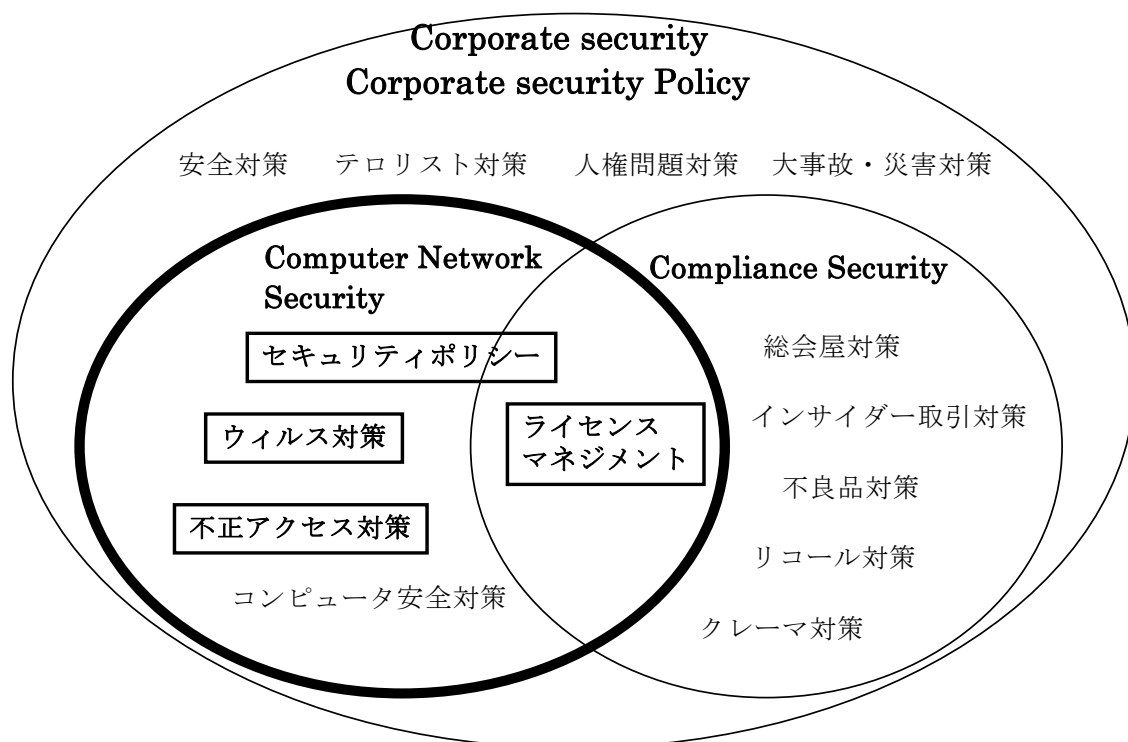 Corporate security
Corporate security Policy
安全対策 テロリスト対策 人権問題対策 大事故・災害対策
Computer Network
Security
Compliance Security
セキュリティポリシー
ウィルス対策
ライセンス
マネジメント
不正アクセス対策
コンピュータ安全対策
総会屋対策
インサイダー取引対策
不良品対策
リコール対策
クレーマ対策